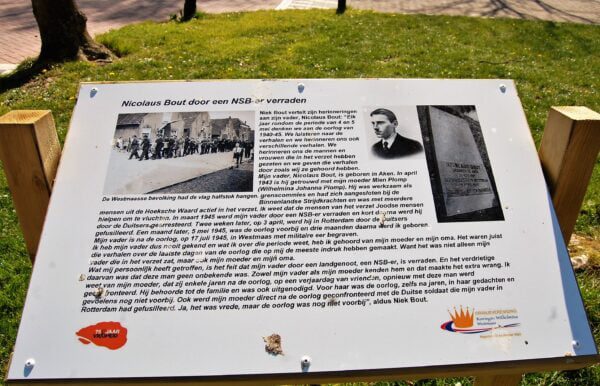 Nicolaus Bout door een NSB-er verraden
Niek Bout vertelt zijn herinneringen
aan zijn vader, Nicolaus Bout: "Elk
jaar rondom de periode van 4 en 5
mei denken we aan de oorlog van
1940-45. We luisteren naar de
verhalen en we herinneren ons ook
verschillende verhalen. We
herinneren ons de mannen en
vrouwen die in het verzet hebben
gezeten en we geven de verhalen
door zoals wij ze gehoord hebben.
Mijn vader, Nicolaus Bout, is geboren in Aken. In april
1943 is hij getrouwd met mijn moeder Mien Plomp
(Wilhelmina Johanna Plomp). Hij was werkzaam als
grenscommies en had zich aangesloten bij de
Binnenlandse Strijdkrachten en was met meerdere
De Westmaasse bevolking had de vlag halfstok hangen
mensen uit de Hoeksche Waard actief in het verzet. Ik weet dat de mensen van het verzet Joodse mensen
hielpen om te vluchten. In maart 1945 werd mijn vader door een NSB-er verraden en kort daarna werd hij
door de Duitsers gearresteerd. Twee weken later, op 3 april, werd hij in Rotterdam door de Duitsers
gefusilleerd. Een maand later, 5 mei 1945, was de oorlog voorbij en drie maanden daarna werd ik geboren.
Mijn vader is na de oorlog, op 17 juli 1945, in Westmaas met militaire eer begraven.
Ik heb mijn vader dus nooit gekend en wat ik over die periode weet, heb ik gehoord van mijn moeder en mijn oma. Het waren juist
die verhalen over de laatste dagen van de oorlog die op mij de meeste indruk hebben gemaakt. Want het was niet alleen mijn
vader die in het verzet zat, maar ook mijn moeder en mijn oma.
Wat mij persoonlijk heeft getroffen, is het feit dat mijn vader door een landgenoot, een NSB-er, is verraden. En het verdrietige
daarvan was dat deze man geen onbekende was. Zowel mijn vader als mijn moeder kenden hem en dat maakte het extra wrang. Ik
weet van mijn moeder, dat zij enkele jaren na de oorlog, op een verjaardag van vrienden, opnieuw met deze man werd
geconfronteerd. Hij behoorde tot de familie en was ook uitgenodigd. Voor haar was de oorlog, zelfs na jaren, in haar gedachten en
gevoelens nog niet voorbij. Ook werd mijn moeder direct na de oorlog geconfronteerd met de Duitse soldaat die mijn vader in
Rotterdam had gefusilleerd. Ja, het was vrede, maar de oorlog was nog niet voorbij", aldus Niek Bout.
75 JAAR
VRIJHEID
ORANJEVERENIGING
Koningin Wilhelmina
Westmaas